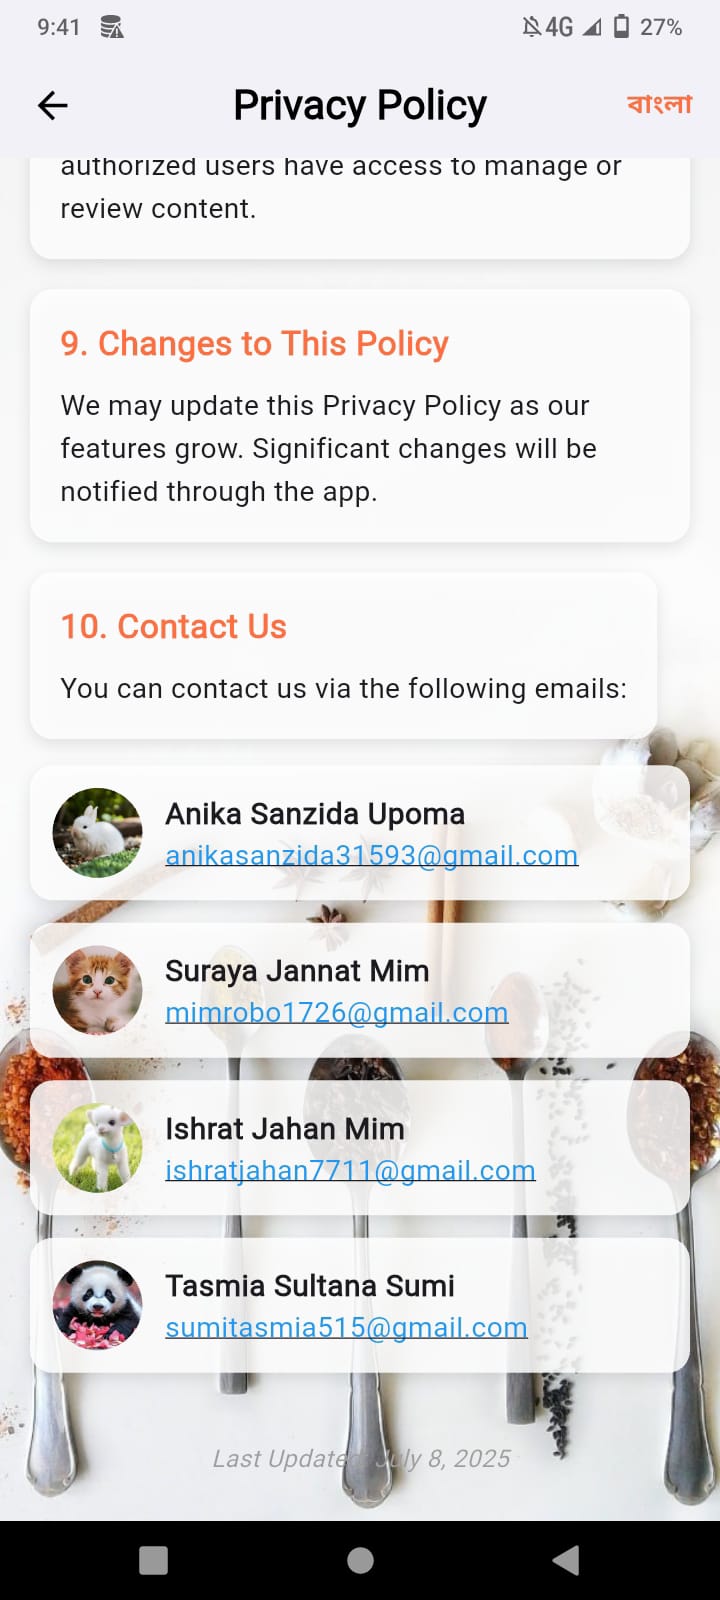 9:41
4G
27%
Privacy Policy
বাংলা
authorized users have access to manage or
review content.
9. Changes to This Policy
We may update this Privacy Policy as our
features grow. Significant changes will be
notified through the app.
10. Contact Us
You can contact us via the following emails:
Anika Sanzida Upoma
anikasanzida31593@gmail.com
Suraya Jannat Mim
mimrobo1726@gmail.com
Ishrat Jahan Mim
ishratjahan7711@gmail.com
Tasmia Sultana Sumi
sumitasmia515@gmail.com
Last Updated: July 8, 2025